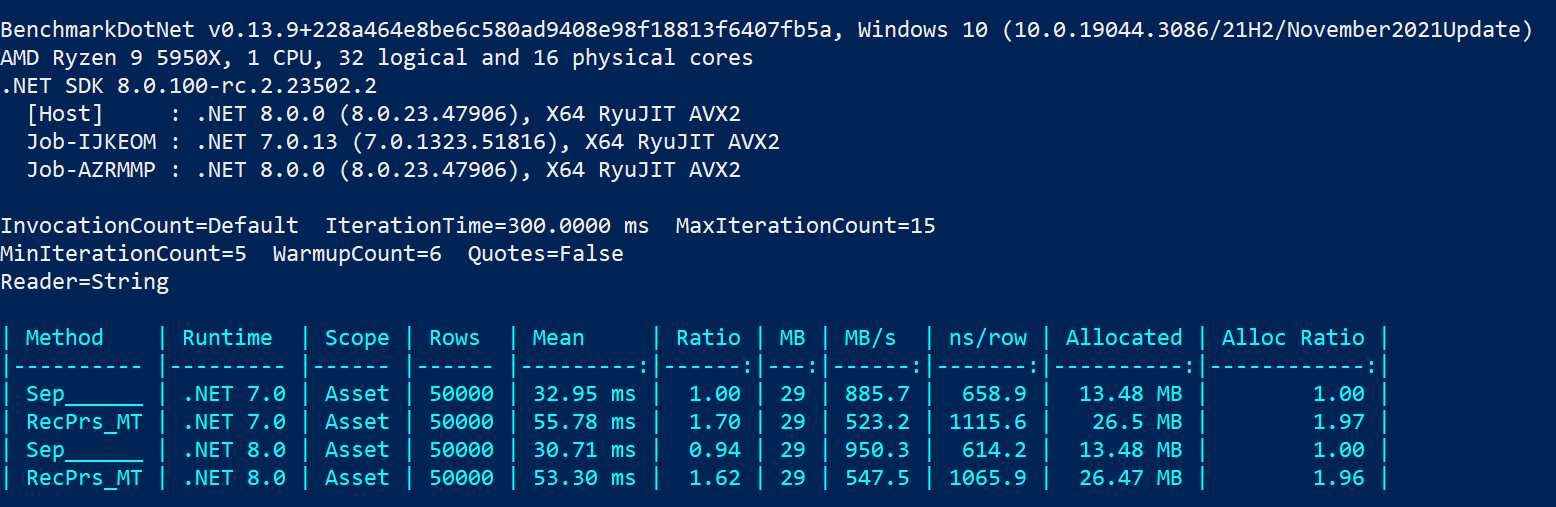 BenchmarkDotNet v0.13.9+228a464e8be6c580ad9408e98f18813f6407fb5a, Windows 10 (10.0.19044.3086/21H2/November2021Update)
AMD Ryzen 9 5950X, 1 CPU, 32 logical and 16 physical cores
.NET SDK 8.0.100-rc.2.23502.2
  [Host]     : .NET 8.0.0 (8.0.23.47906), X64 RyuJIT AVX2
  Job-IJKEOM : .NET 7.0.13 (7.0.1323.51816), X64 RyuJIT AVX2
  Job-AZRMMP : .NET 8.0.0 (8.0.23.47906), X64 RyuJIT AVX2

InvocationCount=Default  IterationTime=300.0000 ms  MaxIterationCount=15
MinIterationCount=5  WarmupCount=6  Quotes=False
Reader=String

| Method    | Runtime  | Scope | Rows  | Mean     | Ratio | MB | MB/s  | ns/row | Allocated | Alloc Ratio |
|---------- |--------- |------ |------ |---------:|------:|---:|------:|-------:|----------:|------------:|
| Sep______ | .NET 7.0 | Asset | 50000 | 32.95 ms |  1.00 | 29 | 885.7 |  658.9 |  13.48 MB |        1.00 |
| RecPrs_MT | .NET 7.0 | Asset | 50000 | 55.78 ms |  1.70 | 29 | 523.2 | 1115.6 |   26.5 MB |        1.97 |
| Sep______ | .NET 8.0 | Asset | 50000 | 30.71 ms |  0.94 | 29 | 950.3 |  614.2 |  13.48 MB |        1.00 |
| RecPrs_MT | .NET 8.0 | Asset | 50000 | 53.30 ms |  1.62 | 29 | 547.5 | 1065.9 |  26.47 MB |        1.96 |